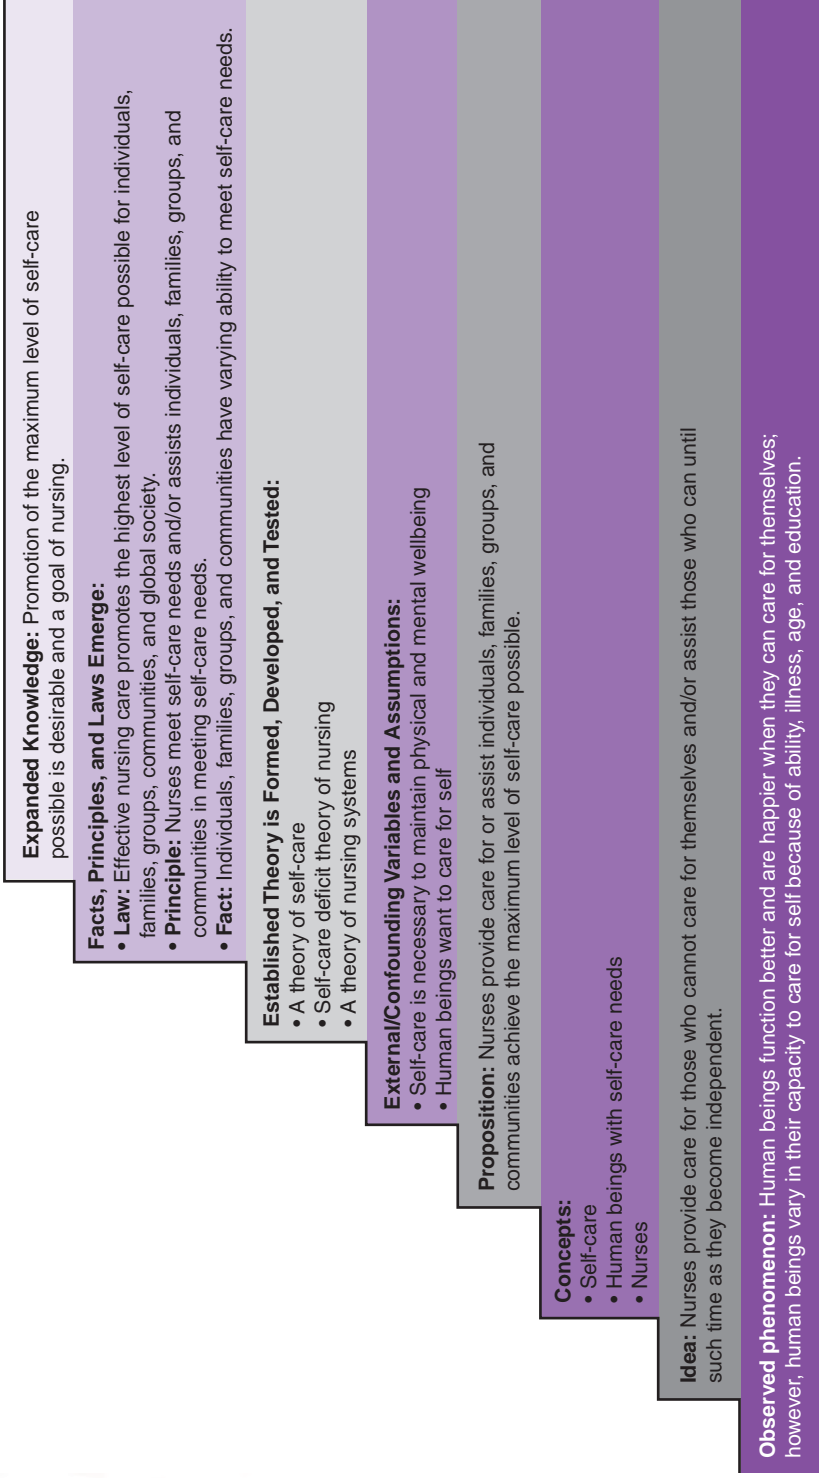 Expanded Knowledge: Promotion of the maximum level of self-care
possible is desirable and a goal of nursing.
Facts, Principles, and Laws Emerge:
• Law: Effective nursing care promotes the highest level of self-care possible for individuals,
families, groups, communities, and global society.
• Principle: Nurses meet self-care needs and/or assists individuals, families, groups, and
communities in meeting self-care needs.
• Fact: Individuals, families, groups, and communities have varying ability to meet self-care needs.
Established Theory is Formed, Developed, and Tested:
• A theory of self-care
• Self-care deficit theory of nursing
• A theory of nursing systems
External/Confounding Variables and Assumptions:
• Self-care is necessary to maintain physical and mental wellbeing
• Human beings want to care for self
Proposition: Nurses provide care for or assist individuals, families, groups, and
communities achieve the maximum level of self-care possible.
Concepts:
• Self-care
• Human beings with self-care needs
• Nurses
Idea: Nurses provide care for those who cannot care for themselves and/or assist those who can until
such time as they become independent.
Observed phenomenon: Human beings function better and are happier when they can care for themselves;
however, human beings vary in their capacity to care for self because of ability, illness, age, and education.